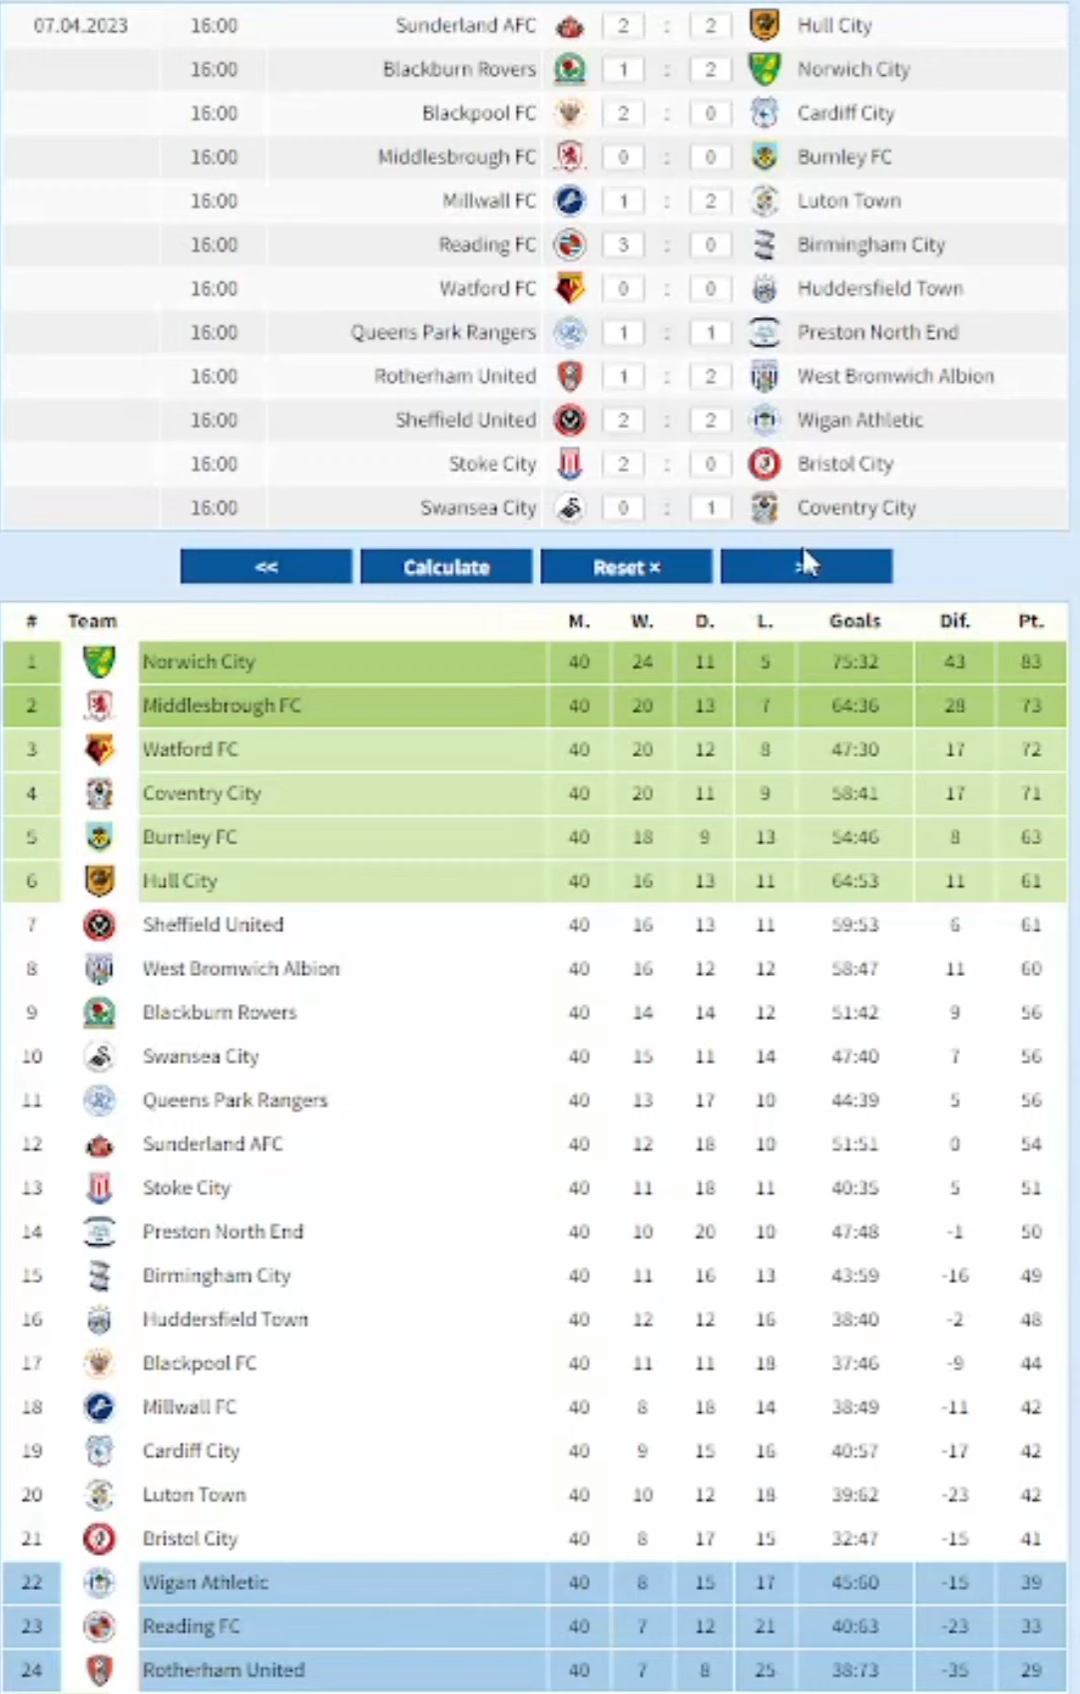 07.04.2023 16:00 Sunderland AFC 2 : 2 Hull City
16:00 Blackburn Rovers 1 : 2 Norwich City
16:00 Blackpool FC 2 : 0 Cardiff City
16:00 Middlesbrough FC 0 : 0 Burnley FC
16:00 Millwall FC 1 : 2 Luton Town
16:00 Reading FC 3 : 0 Birmingham City
16:00 Watford FC 0 : 0 Huddersfield Town
16:00 Queens Park Rangers 1 : 1 Preston North End
16:00 Rotherham United 1 : 2 West Bromwich Albion
16:00 Sheffield United 2 : 2 Wigan Athletic
16:00 Stoke City 2 : 0 Bristol City
16:00 Swansea City 0 : 1 Coventry City
<< Calculate Reset ×
# Team M. W. D. L. Goals Dif. Pt.
1 Norwich City 40 24 11 5 75:32 43 83
2 Middlesbrough FC 40 20 13 7 64:36 28 73
3 Watford FC 40 20 12 8 47:30 17 72
4 Coventry City 40 20 11 9 58:41 17 71
5 Burnley FC 40 18 9 13 54:46 8 63
6 Hull City 40 16 13 11 64:53 11 61
7 Sheffield United 40 16 13 11 59:53 6 61
8 West Bromwich Albion 40 16 12 12 58:47 11 60
9 Blackburn Rovers 40 14 14 12 51:42 9 56
10 Swansea City 40 15 11 14 47:40 7 56
11 Queens Park Rangers 40 13 17 10 44:39 5 56
12 Sunderland AFC 40 12 18 10 51:51 0 54
13 Stoke City 40 11 18 11 40:35 5 51
14 Preston North End 40 10 20 10 47:48 -1 50
15 Birmingham City 40 11 16 13 43:59 -16 49
16 Huddersfield Town 40 12 12 16 38:40 -2 48
17 Blackpool FC 40 11 11 18 37:46 -9 44
18 Millwall FC 40 8 18 14 38:49 -11 42
19 Cardiff City 40 9 15 16 40:57 -17 42
20 Luton Town 40 10 12 18 39:62 -23 42
21 Bristol City 40 8 17 15 32:47 -15 41
22 Wigan Athletic 40 8 15 17 45:60 -15 39
23 Reading FC 40 7 12 21 40:63 -23 33
24 Rotherham United 40 7 8 25 38:73 -35 29